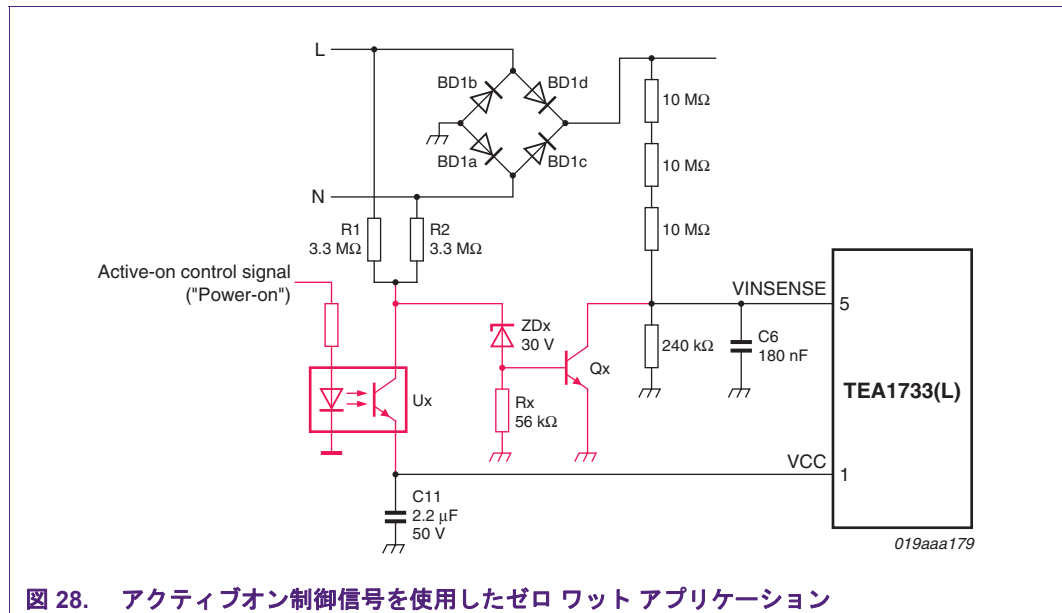 L
BD1b
BD1d
BD1a
BD1c
10 MΩ
10 MΩ
10 MΩ
N
R1
3.3 MΩ
R2
3.3 MΩ
Active-on control signal
("Power-on")
VINSENSE
5
ZDx
30 V
Qx
240 kΩ
C6
180 nF
TEA1733(L)
Ux
Rx
56 kΩ
VCC
1
C11
2.2 μF
50 V
019aaa179
図 28. アクティブオン制御信号を使用したゼロ ワット アプリケーション